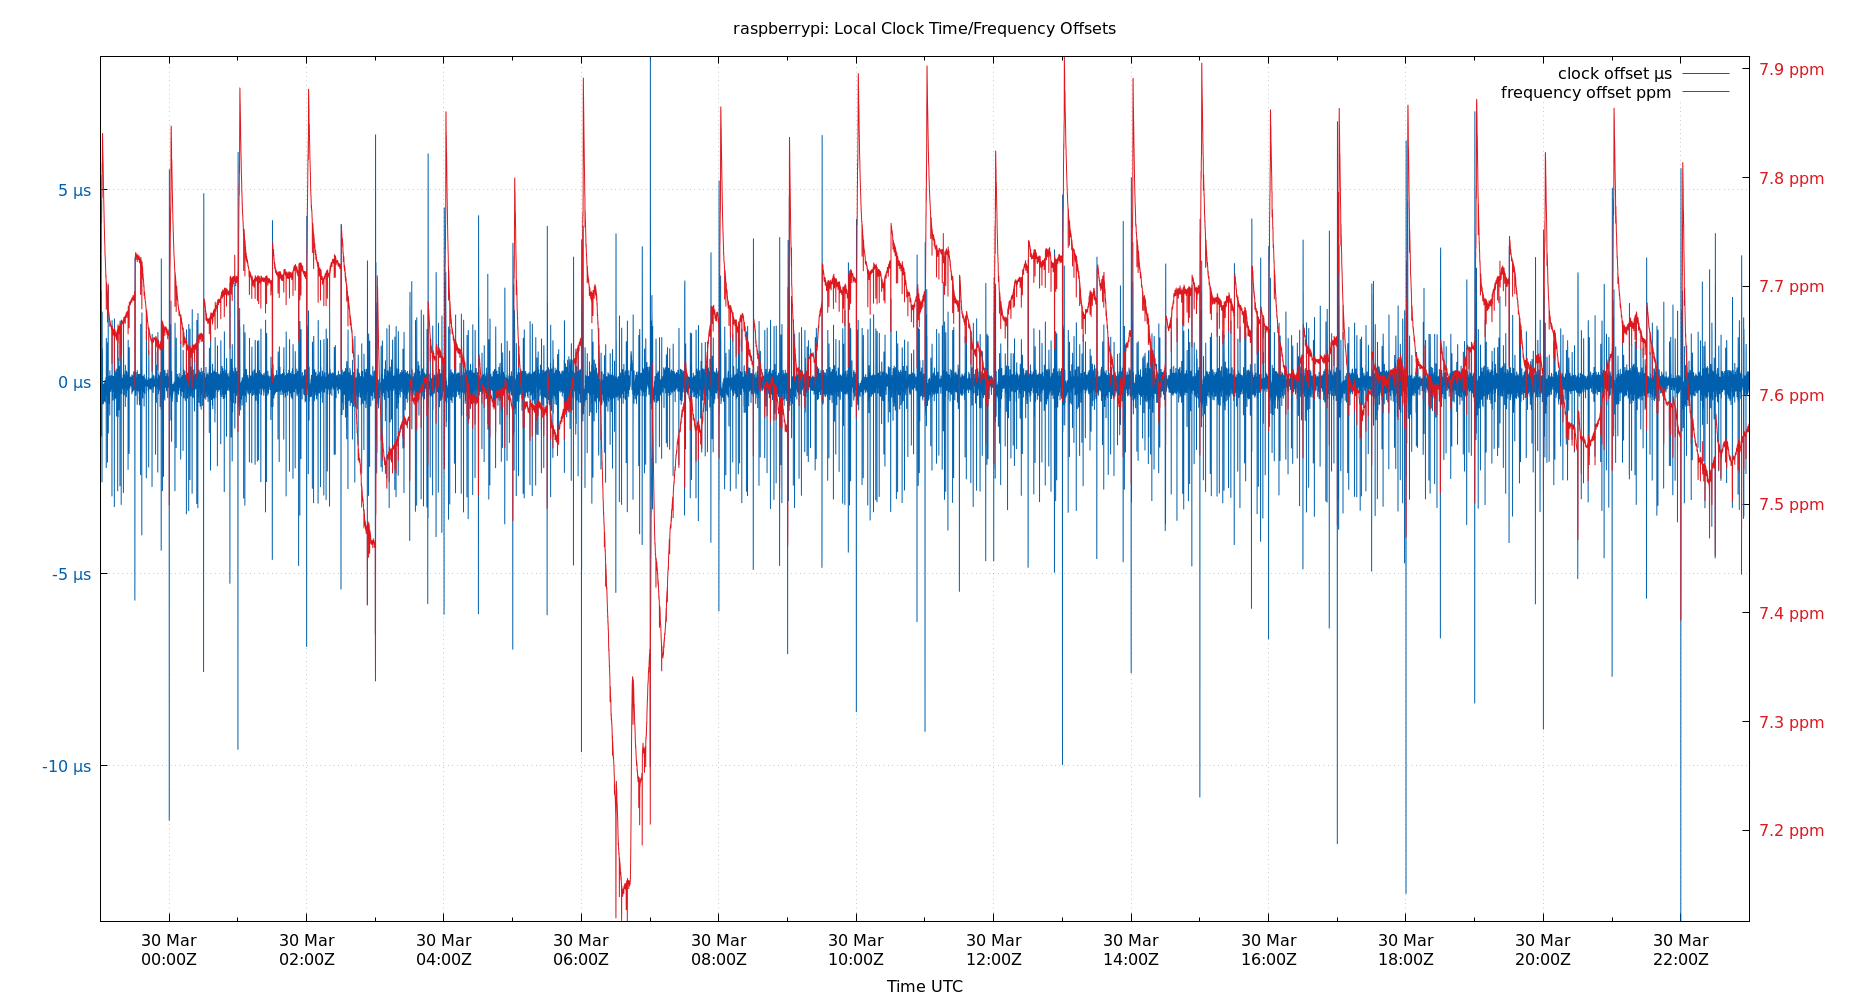 raspberrypi: Local Clock Time/Frequency Offsets
clock offset µs
frequency offset ppm
5 µs
0 µs
-5 µs
-10 µs
7.9 ppm
7.8 ppm
7.7 ppm
7.6 ppm
7.5 ppm
7.4 ppm
7.3 ppm
7.2 ppm
30 Mar 30 Mar 30 Mar 30 Mar 30 Mar 30 Mar 30 Mar 30 Mar 30 Mar 30 Mar 30 Mar 30 Mar
00:00Z 02:00Z 04:00Z 06:00Z 08:00Z 10:00Z 12:00Z 14:00Z 16:00Z 18:00Z 20:00Z 22:00Z
Time UTC